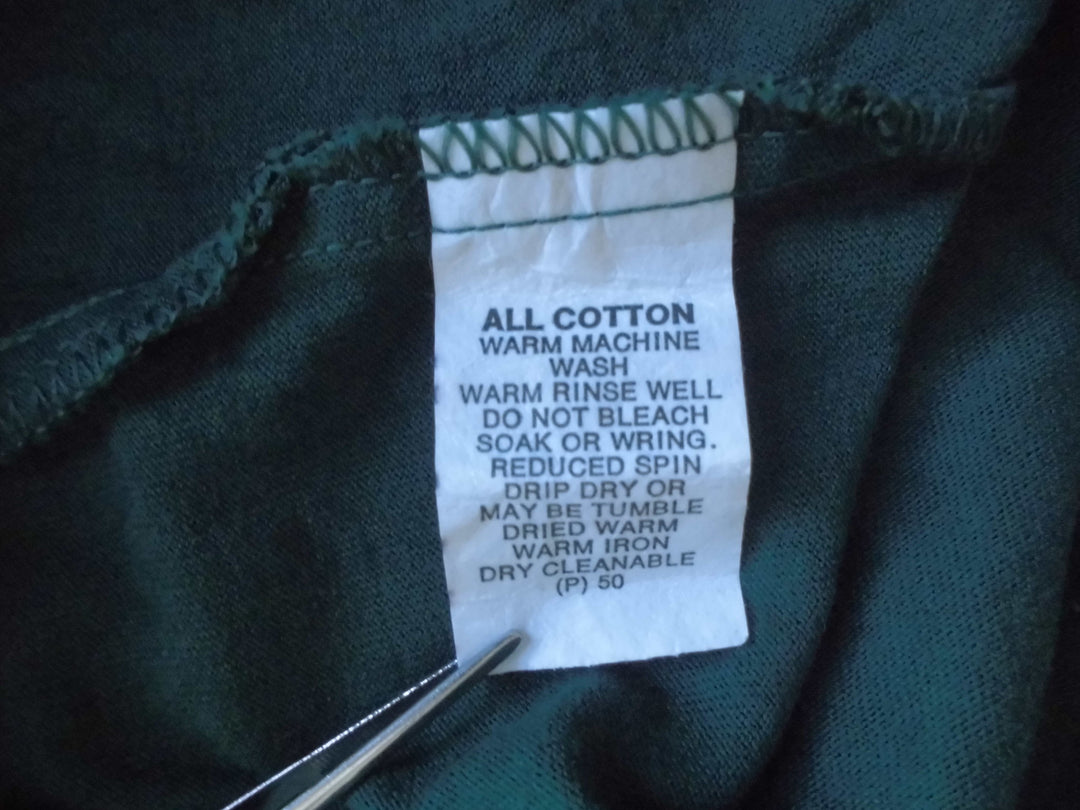 ALL COTTON
WARM MACHINE
WASH
WARM RINSE WELL
DO NOT BLEACH
SOAK OR WRING.
REDUCED SPIN
DRIP DRY OR
MAY BE TUMBLE
DRIED WARM
WARM IRON
DRY CLEANABLE
(P) 50